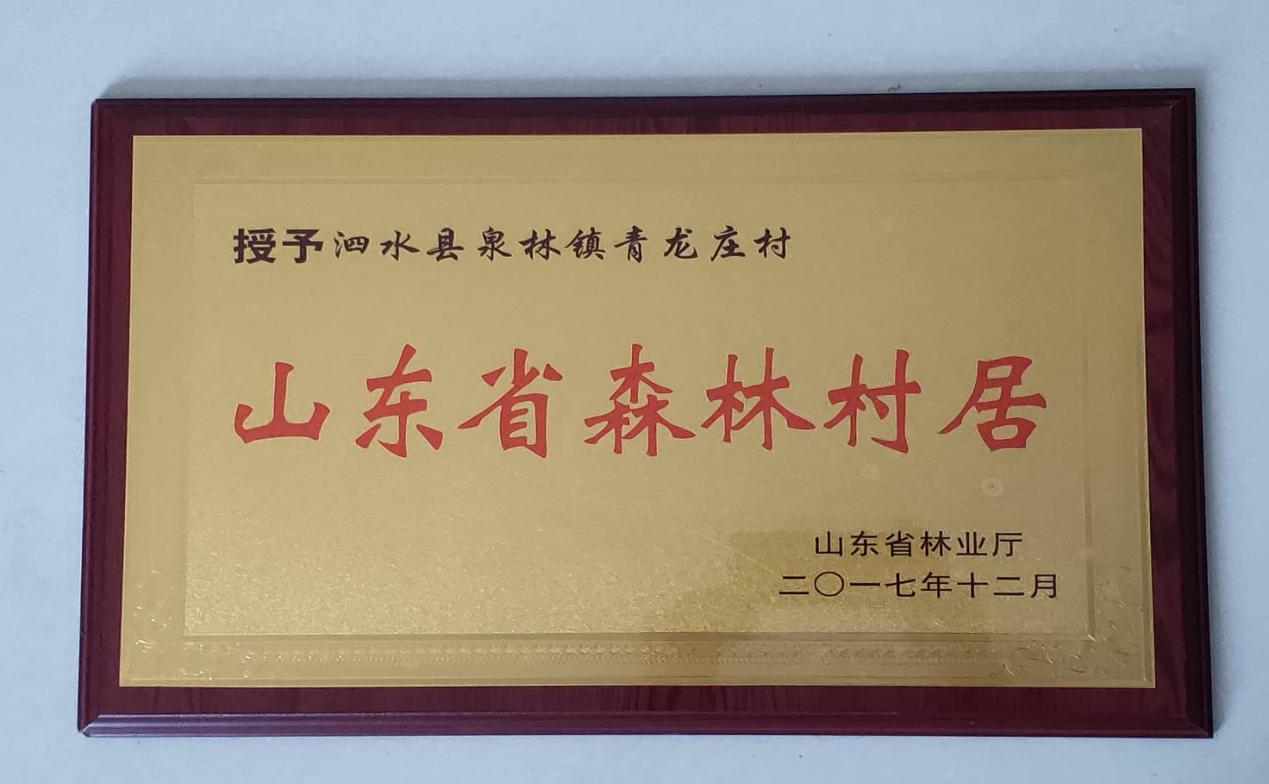 授予泗水县泉林镇青龙庄村
山东省森林村居
山东省林业厅
二〇一七年十二月